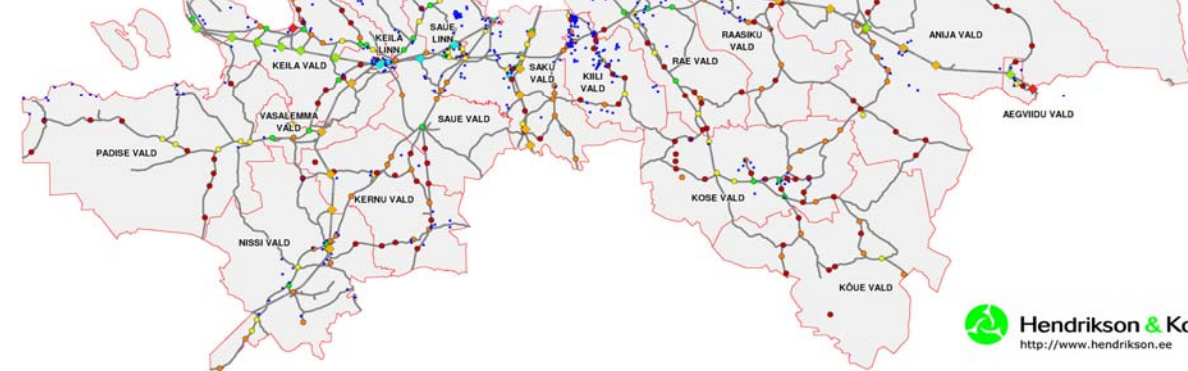 SAUE
LINN
KEILA
LINN
RAASIKU
VALD
ANIJA VALD
KEILA VALD
SAKU
VALD
KIILI
VALD
RAE VALD
VASALEMMA
VALD
SAUE VALD
AEGVIIDU VALD
PADISE VALD
KERNU VALD
KOSE VALD
NISSI VALD
KÕUE VALD
Hendrikson & Ko
http://www.hendrikson.ee